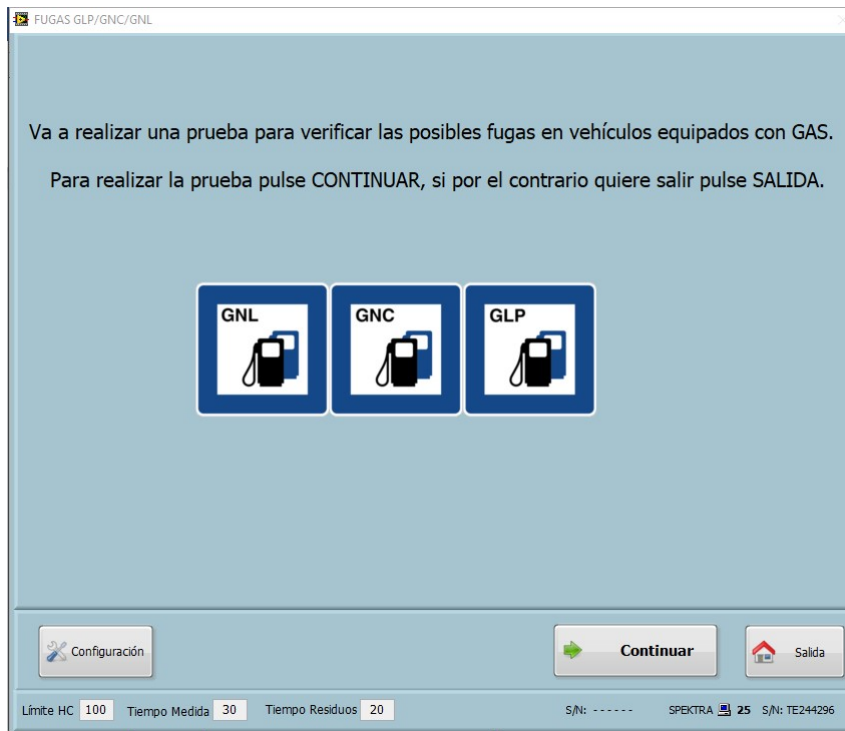 FUGAS GLP/GNC/GNL
Va a realizar una prueba para verificar las posibles fugas en vehículos equipados con GAS.
Para realizar la prueba pulse CONTINUAR, si por el contrario quiere salir pulse SALIDA.
GNL GNC GLP
Configuración Continuar Salida
Límite HC 100 Tiempo Medida 30 Tiempo Residuos 20 S/N: - - - - - - SPEKTRA 25 S/N: TE244296